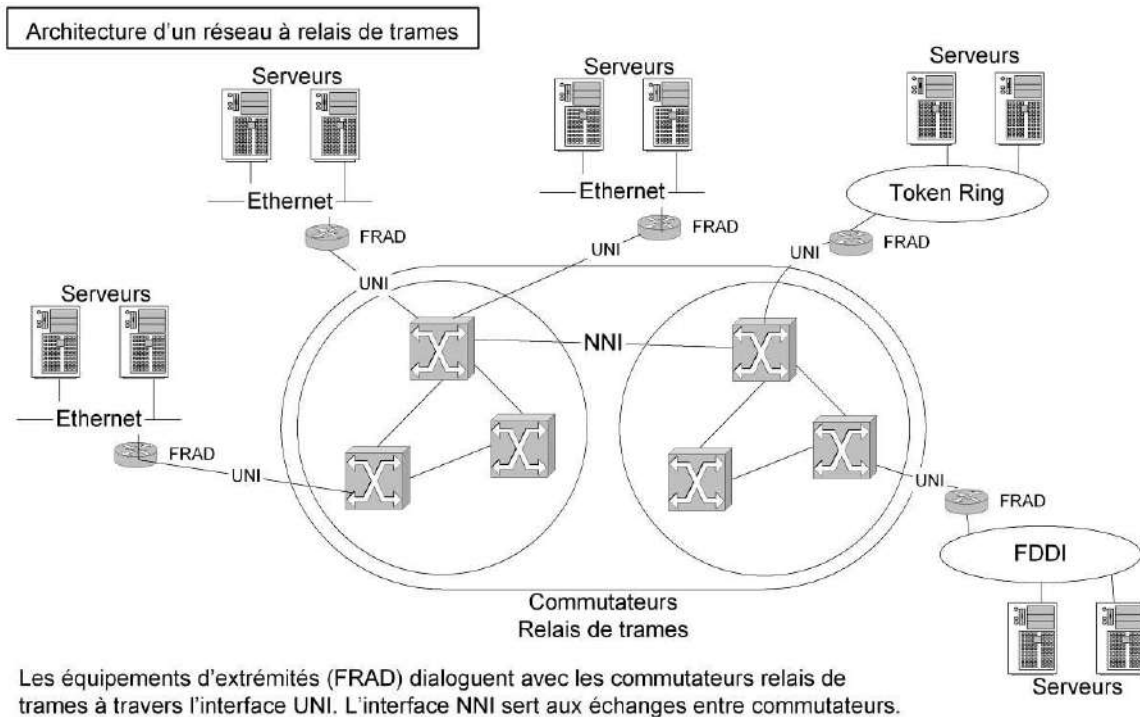 Architecture d'un réseau à relais de trames
Serveurs
Serveurs
Serveurs
Ethernet
Ethernet
Token Ring
FRAD
FRAD
FRAD
UNI
UNI
UNI
Serveurs
NNI
Ethernet
FRAD
UNI
UNI
FRAD
FDDI
Commutateurs
Relais de trames
Serveurs
Les équipements d'extrémités (FRAD) dialoguent avec les commutateurs relais de
trames à travers l'interface UNI. L'interface NNI sert aux échanges entre commutateurs.